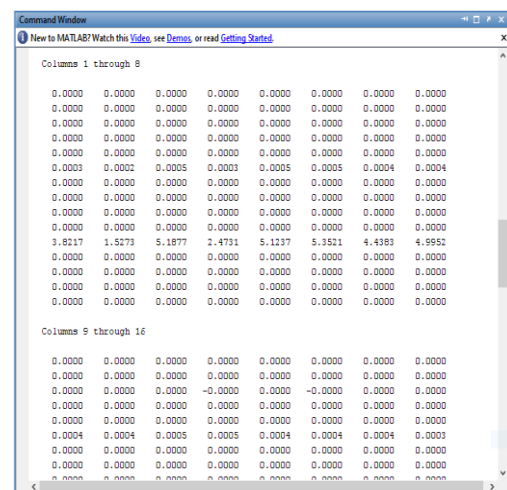 Command Window
New to MATLAB? Watch this Video, see Demos, or read Getting Started.
Columns 1 through 8
0.0000 0.0000 0.0000 0.0000 0.0000 0.0000 0.0000 0.0000
0.0000 0.0000 0.0000 0.0000 0.0000 0.0000 0.0000 0.0000
0.0000 0.0000 0.0000 0.0000 0.0000 0.0000 0.0000 0.0000
0.0000 0.0000 0.0000 0.0000 0.0000 0.0000 0.0000 0.0000
0.0000 0.0000 0.0000 0.0000 0.0000 0.0000 0.0000 0.0000
0.0003 0.0002 0.0005 0.0003 0.0005 0.0005 0.0004 0.0004
0.0000 0.0000 0.0000 0.0000 0.0000 0.0000 0.0000 0.0000
0.0000 0.0000 0.0000 0.0000 0.0000 0.0000 0.0000 0.0000
0.0000 0.0000 0.0000 0.0000 0.0000 0.0000 0.0000 0.0000
0.0000 0.0000 0.0000 0.0000 0.0000 0.0000 0.0000 0.0000
3.8217 1.5273 5.1877 2.4731 5.1237 5.3521 4.4383 4.9952
0.0000 0.0000 0.0000 0.0000 0.0000 0.0000 0.0000 0.0000
0.0000 0.0000 0.0000 0.0000 0.0000 0.0000 0.0000 0.0000
0.0000 0.0000 0.0000 0.0000 0.0000 0.0000 0.0000 0.0000
0.0000 0.0000 0.0000 0.0000 0.0000 0.0000 0.0000 0.0000
Columns 9 through 16
0.0000 0.0000 0.0000 0.0000 0.0000 0.0000 0.0000 0.0000
0.0000 0.0000 0.0000 0.0000 0.0000 0.0000 0.0000 0.0000
0.0000 0.0000 0.0000 -0.0000 0.0000 -0.0000 0.0000 0.0000
0.0000 0.0000 0.0000 0.0000 0.0000 0.0000 0.0000 0.0000
0.0000 0.0000 0.0000 0.0000 0.0000 0.0000 0.0000 0.0000
0.0004 0.0004 0.0005 0.0005 0.0004 0.0004 0.0004 0.0003
0.0000 0.0000 0.0000 0.0000 0.0000 0.0000 0.0000 0.0000
0.0000 0.0000 0.0000 0.0000 0.0000 0.0000 0.0000 0.0000